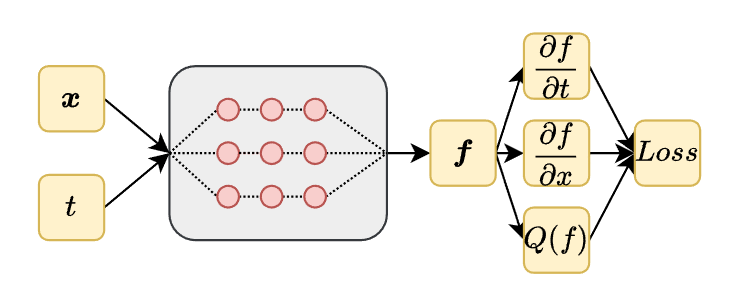 x
t
f
∂f/∂t
∂f/∂x
Q(f)
Loss